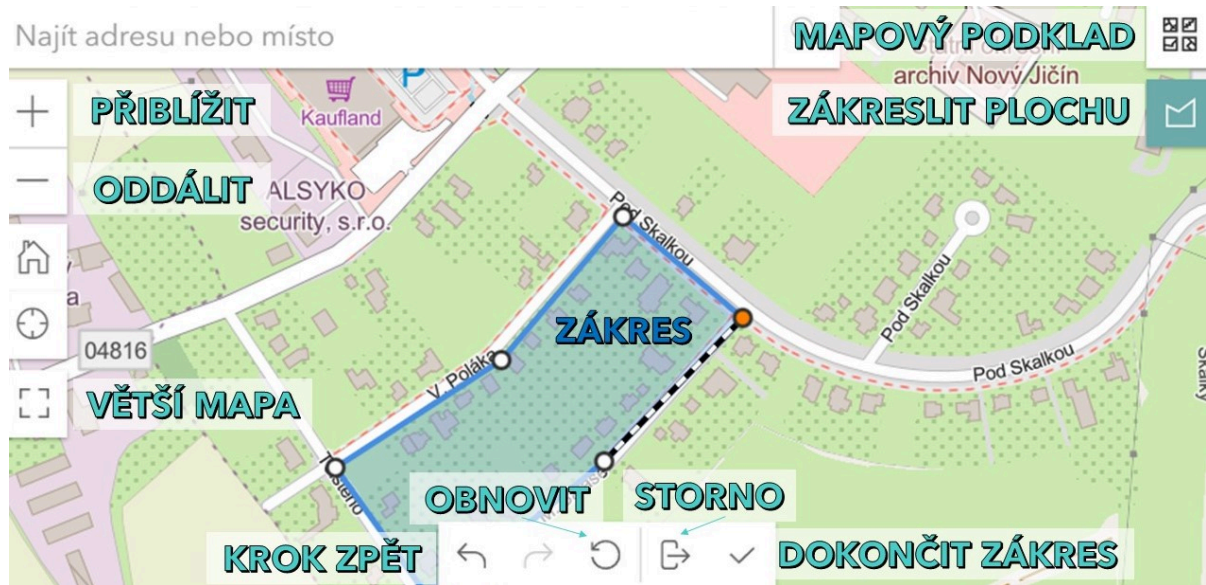 Najít adresu nebo místo
MAPOVÝ PODKLAD
archiv Nový Jičín
PŘIBLÍŽIT
Kaufland
P
ZÁKRESLIT PLOCHU
ODDÁLIT
ALSYKO
security, s.r.o.
Pod Skalkou
Pod Skalkou
a
ZÁKRES
04816
V. Poláka
Pod Skalkou
Skalky
VĚTŠÍ MAPA
OBNOVIT
STORNO
KROK ZPĚT
DOKONČIT ZÁKRES